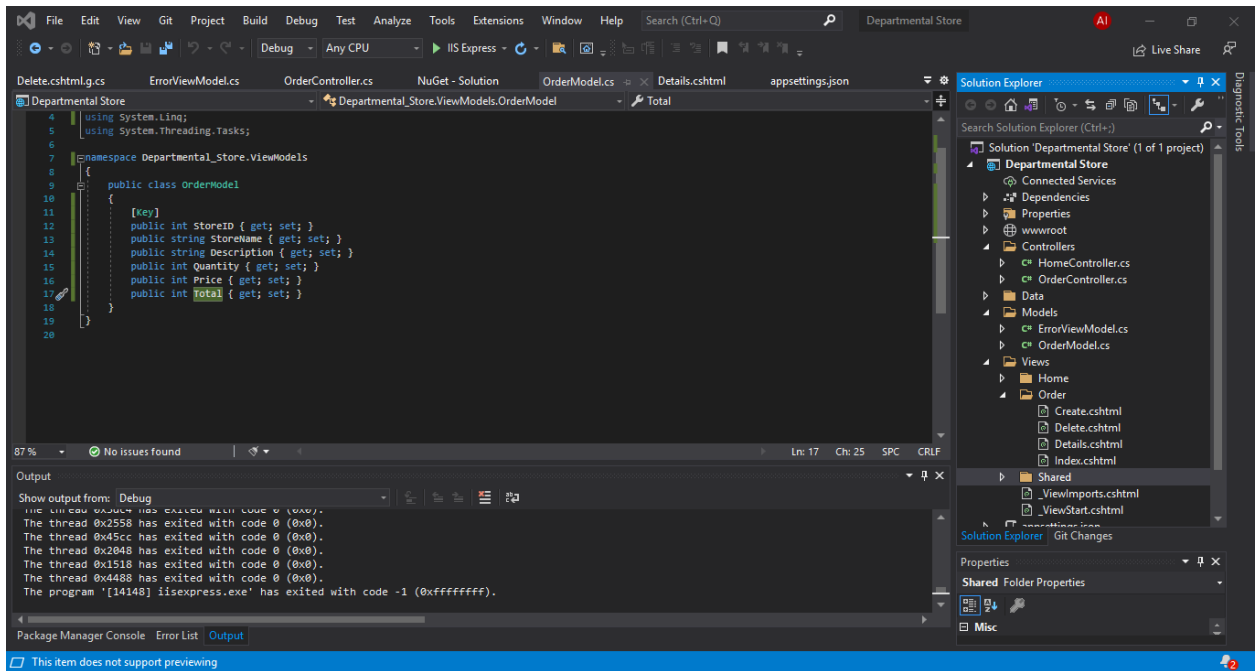 File Edit View Git Project Build Debug Test Analyze Tools Extensions Window Help Search (Ctrl+Q) Departmental Store AI
Debug Any CPU IIS Express Live Share
Delete.cshtml.g.cs ErrorViewModel.cs OrderController.cs NuGet - Solution OrderModel.cs Details.cshtml appsettings.json
Departmental Store Departmental_Store.ViewModels.OrderModel Total
4 using System.Linq;
5 using System.Threading.Tasks;
6
7 namespace Departmental_Store.ViewModels
8 {
9 public class OrderModel
10 {
11 [Key]
12 public int StoreID { get; set; }
13 public string StoreName { get; set; }
14 public string Description { get; set; }
15 public int Quantity { get; set; }
16 public int Price { get; set; }
17 public int Total { get; set; }
18 }
19 }
20
87 % No issues found Ln: 17 Ch: 25 SPC CRLF
Output
Show output from: Debug
The thread 0x5dc4 has exited with code 0 (0x0).
The thread 0x2558 has exited with code 0 (0x0).
The thread 0x45cc has exited with code 0 (0x0).
The thread 0x2048 has exited with code 0 (0x0).
The thread 0x1518 has exited with code 0 (0x0).
The thread 0x4488 has exited with code 0 (0x0).
The program '[14148] iisexpress.exe' has exited with code -1 (0xffffffff).
Package Manager Console Error List Output
Solution Explorer
Search Solution Explorer (Ctrl+;)
Solution 'Departmental Store' (1 of 1 project)
Departmental Store
Connected Services
Dependencies
Properties
wwwroot
Controllers
C# HomeController.cs
C# OrderController.cs
Data
Models
C# ErrorViewModel.cs
C# OrderModel.cs
Views
Home
Order
Create.cshtml
Delete.cshtml
Details.cshtml
Index.cshtml
Shared
_ViewImports.cshtml
_ViewStart.cshtml
appsettings.json
Solution Explorer Git Changes
Properties
Shared Folder Properties
Misc
Diagnostic Tools
This item does not support previewing 2